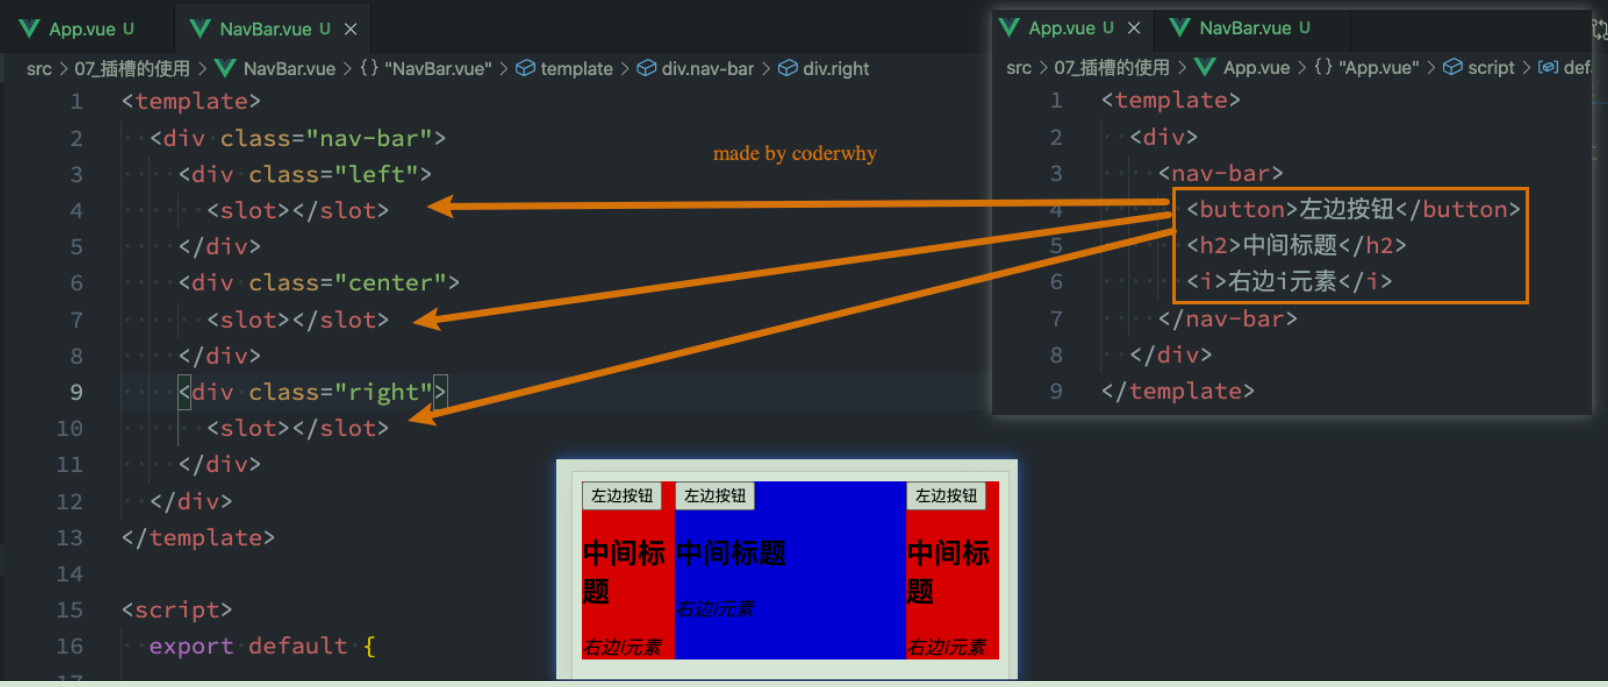 App.vue U
NavBar.vue U ×
src > 07_插槽的使用 > NavBar.vue > {} "NavBar.vue" > template > div.nav-bar > div.right
1 <template>
2 <div class="nav-bar">
3 <div class="left">
4 <slot></slot>
5 </div>
6 <div class="center">
7 <slot></slot>
8 </div>
9 <div class="right">
10 <slot></slot>
11 </div>
12 </div>
13 </template>
14
15 <script>
16 export default {
17
made by coderwhy
App.vue U ×
NavBar.vue U
src > 07_插槽的使用 > App.vue > {} "App.vue" > script > def
1 <template>
2 <div>
3 <nav-bar>
4 <button>左边按钮</button>
5 <h2>中间标题</h2>
6 <i>右边i元素</i>
7 </nav-bar>
8 </div>
9 </template>
左边按钮
中间标
题
右边i元素
左边按钮
中间标题
右边i元素
左边按钮
中间标
题
右边i元素